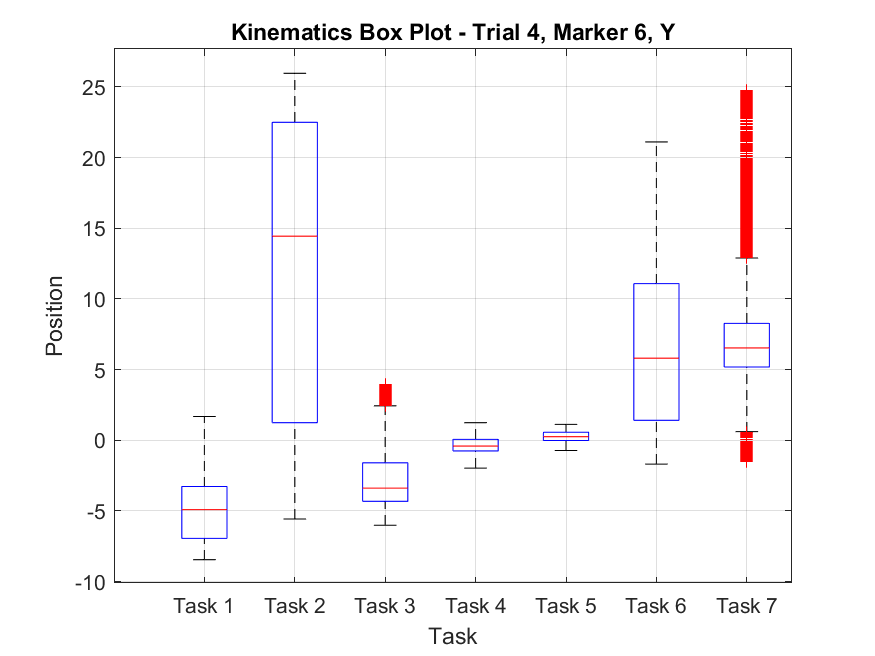 Kinematics Box Plot - Trial 4, Marker 6, Y
25
20
15
10
5
0
-5
-10
Position
Task 1 Task 2 Task 3 Task 4 Task 5 Task 6 Task 7
Task